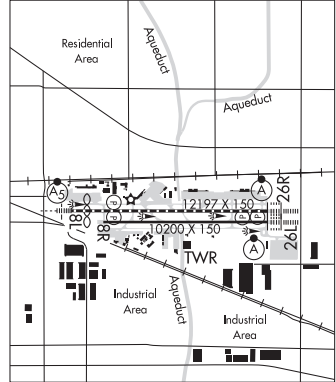 Residential
Area
Aqueduct
Aqueduct
A5
A
26R
P
P
12197 X 150
P
P
P
8L
8R
10200 X 150
26L
A
TWR
Industrial
Area
Aqueduct
Industrial
Area